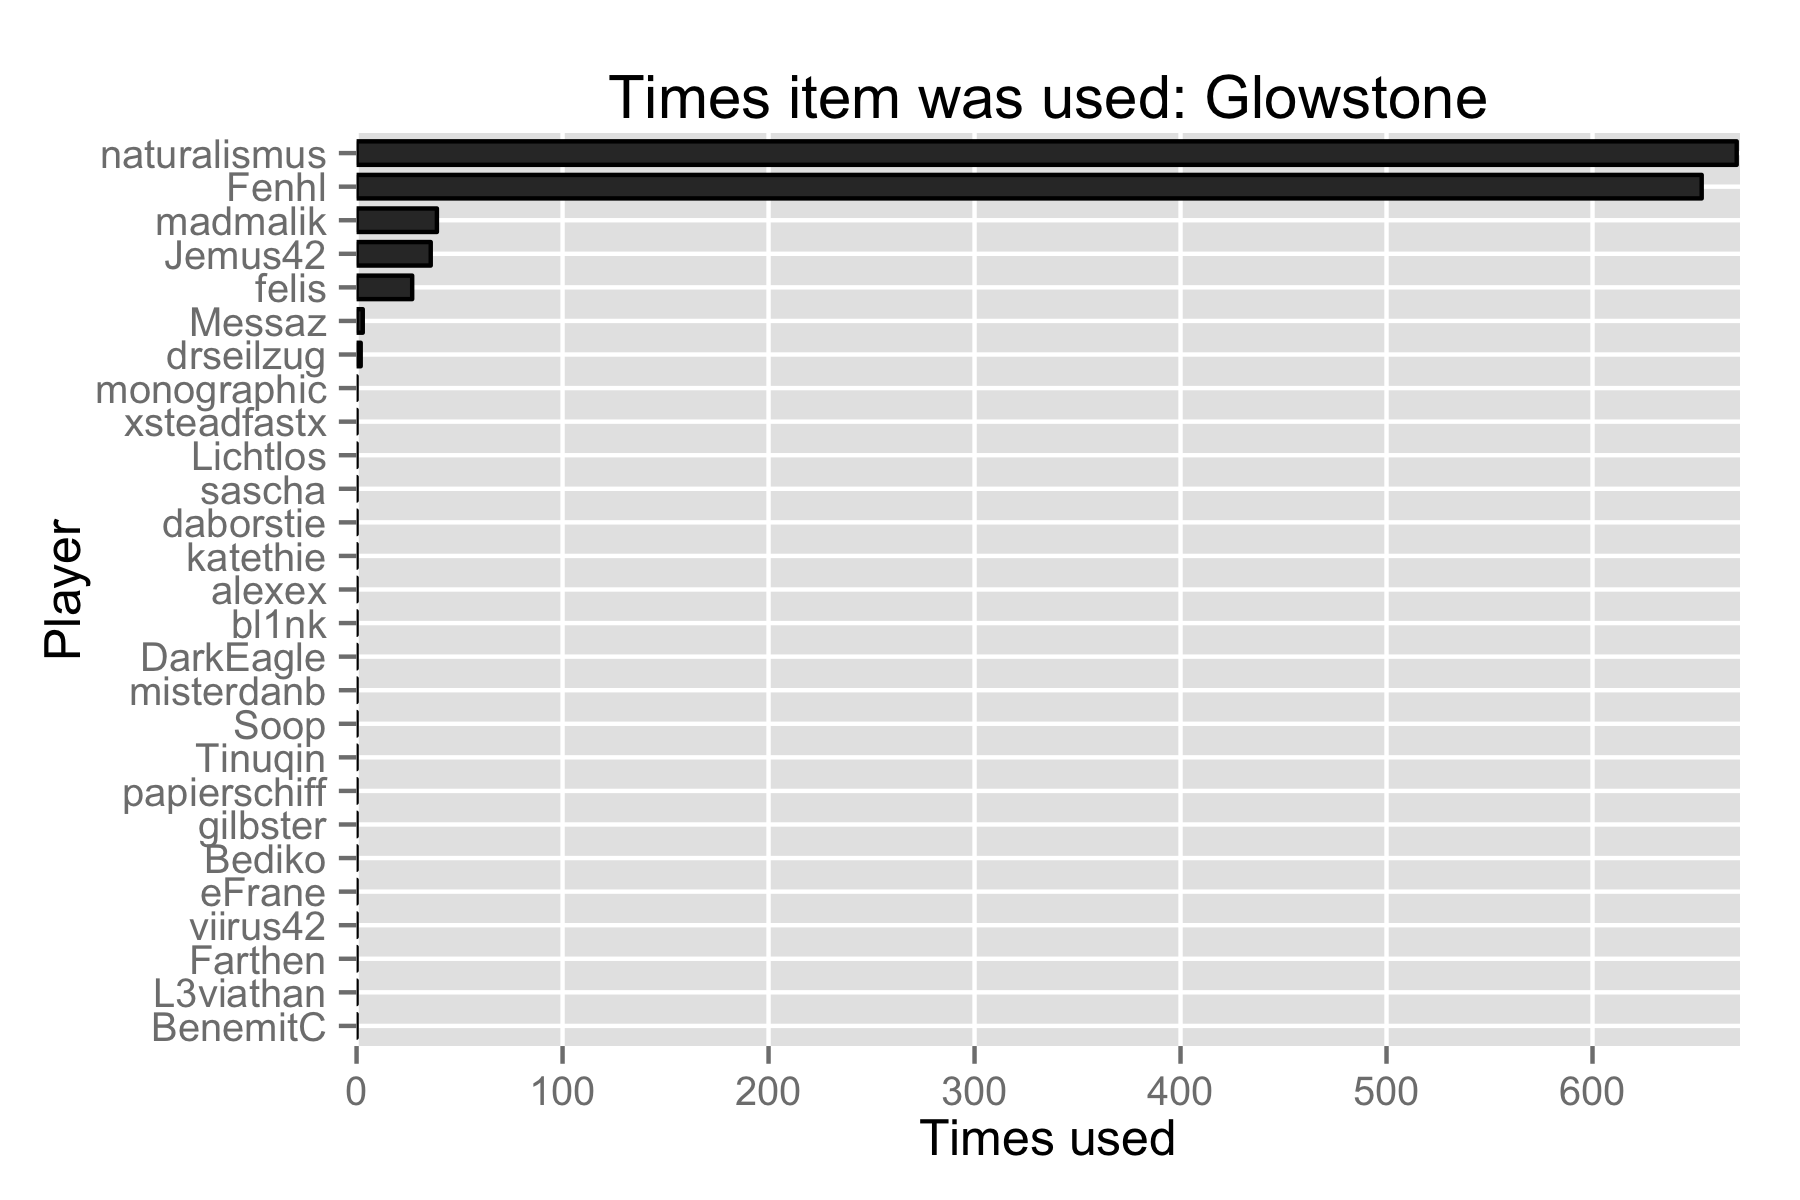 Times item was used: Glowstone
naturalismus
Fenhl
madmalik
Jemus42
felis
Messaz
drseilzug
monographic
xsteadfastx
Lichtlos
sascha
daborstie
katethie
alexex
bl1nk
DarkEagle
misterdanb
Soop
Tinuqin
papierschiff
gilbster
Bediko
eFrane
viirus42
Farthen
L3viathan
BenemitC
Player
0 100 200 300 400 500 600
Times used